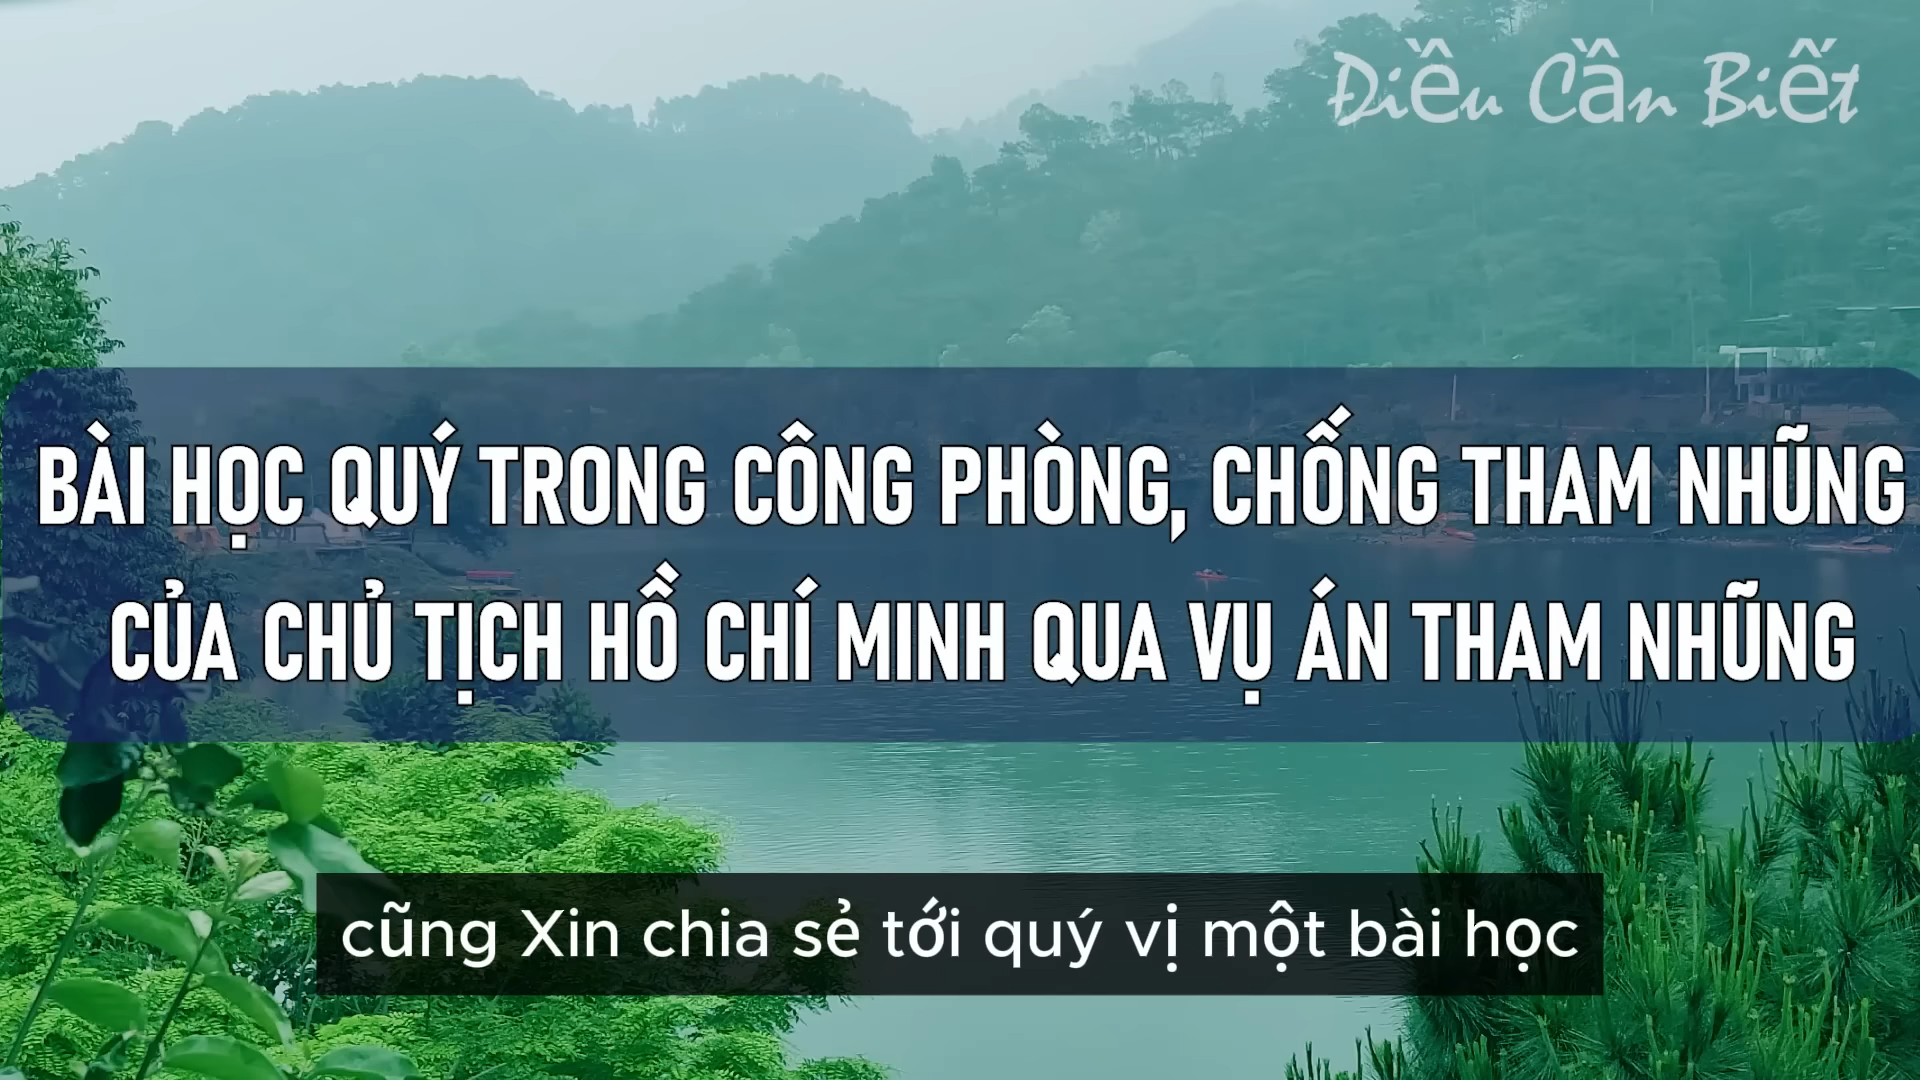 Điều Cần Biết
BÀI HỌC QUÝ TRONG CÔNG PHÒNG, CHỐNG THAM NHŨNG
CỦA CHỦ TỊCH HỒ CHÍ MINH QUA VỤ ÁN THAM NHŨNG
cũng Xin chia sẻ tới quý vị một bài học